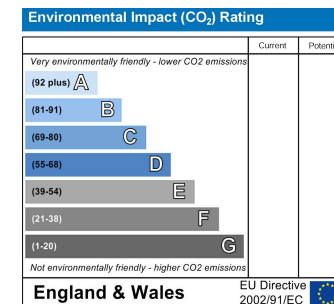 Environmental Impact (CO₂) Rating
Current Potenti
Very environmentally friendly - lower CO2 emissions
(92 plus) A
(81-91) B
(69-80) C
(55-68) D
(39-54) E
(21-38) F
(1-20) G
Not environmentally friendly - higher CO2 emissions
England & Wales
EU Directive
2002/91/EC